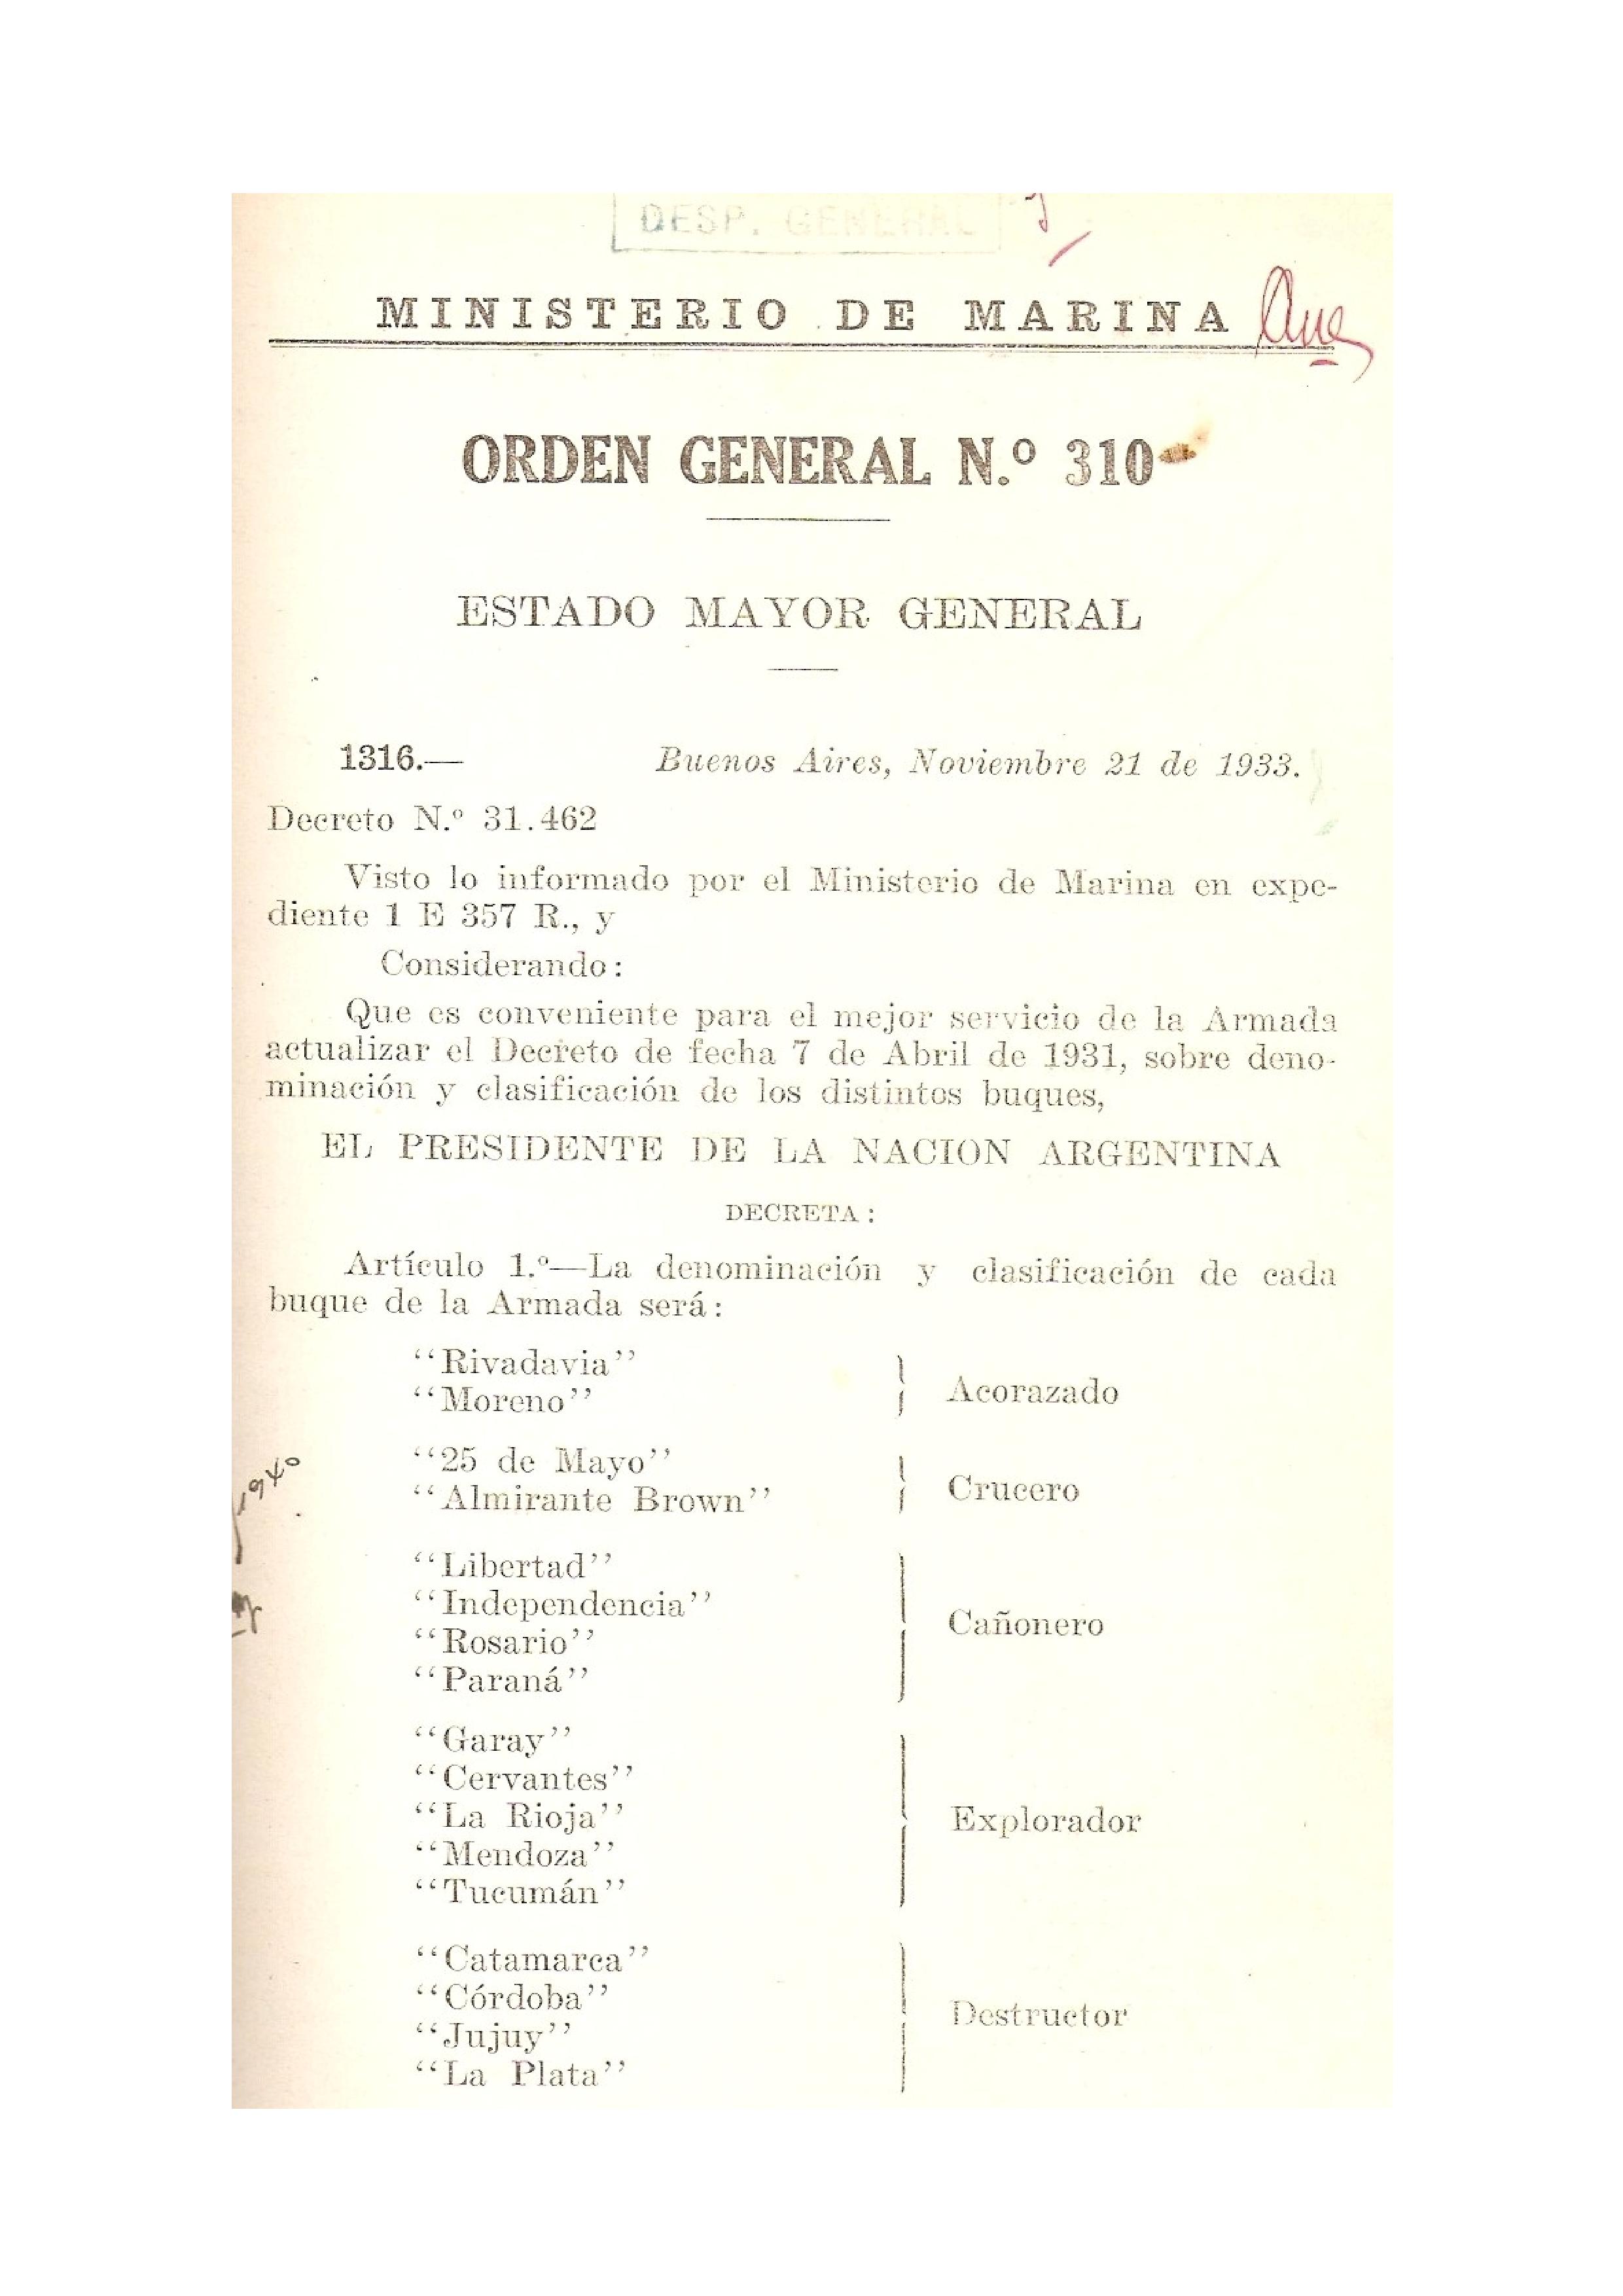 DESP. GENERAL
MINISTERIO DE MARINA
ORDEN GENERAL N.º 310
ESTADO MAYOR GENERAL
1316.— Buenos Aires, Noviembre 21 de 1933.
Decreto N.º 31.462
Visto lo informado por el Ministerio de Marina en expe-
diente 1 E 357 R., y
Considerando:
Que es conveniente para el mejor servicio de la Armada
actualizar el Decreto de fecha 7 de Abril de 1931, sobre deno-
minación y clasificación de los distintos buques,
EL PRESIDENTE DE LA NACION ARGENTINA
DECRETA:
Artículo 1.º—La denominación y clasificación de cada
buque de la Armada será:
"Rivadavia"
"Moreno"
Acorazado
"25 de Mayo"
"Almirante Brown"
Crucero
1940
"Libertad"
"Independencia"
"Rosario"
"Paraná"
Cañonero
"Garay"
"Cervantes"
"La Rioja"
"Mendoza"
"Tucumán"
Explorador
"Catamarca"
"Córdoba"
"Jujuy"
"La Plata"
Destructor